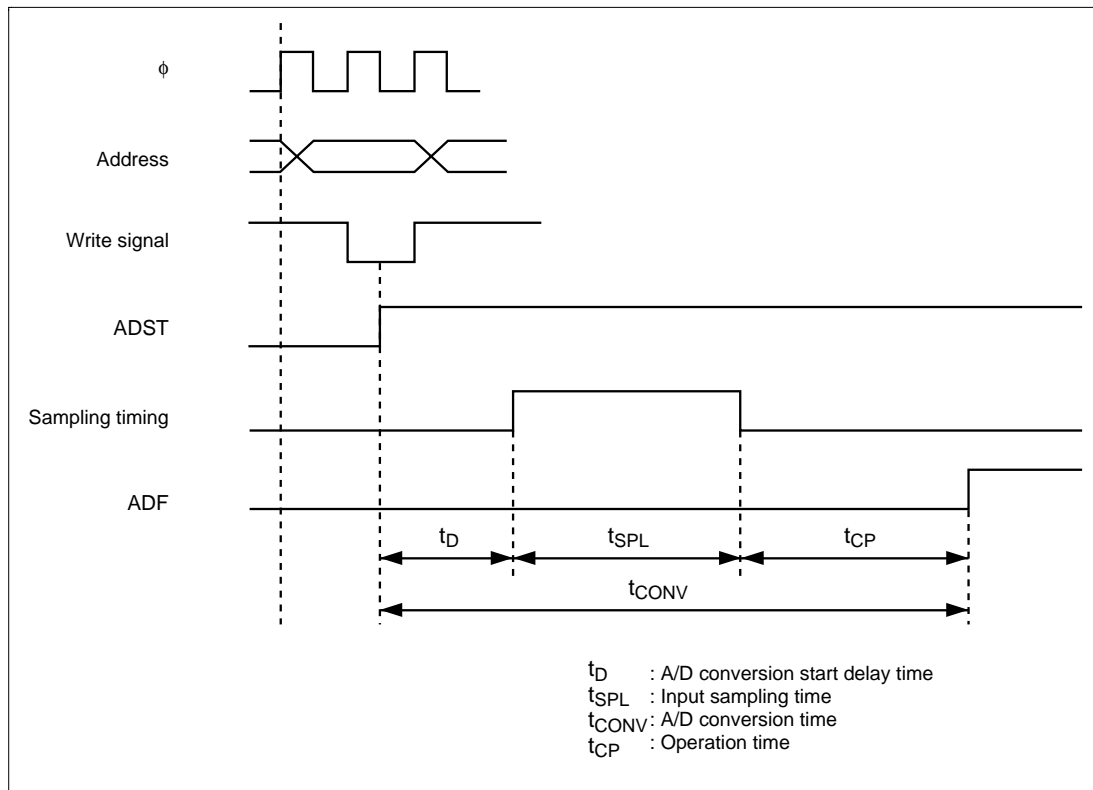 ϕ
Address
Write signal
ADST
Sampling timing
ADF
tD tSPL tCP
tCONV
tD : A/D conversion start delay time
tSPL : Input sampling time
tCONV : A/D conversion time
tCP : Operation time